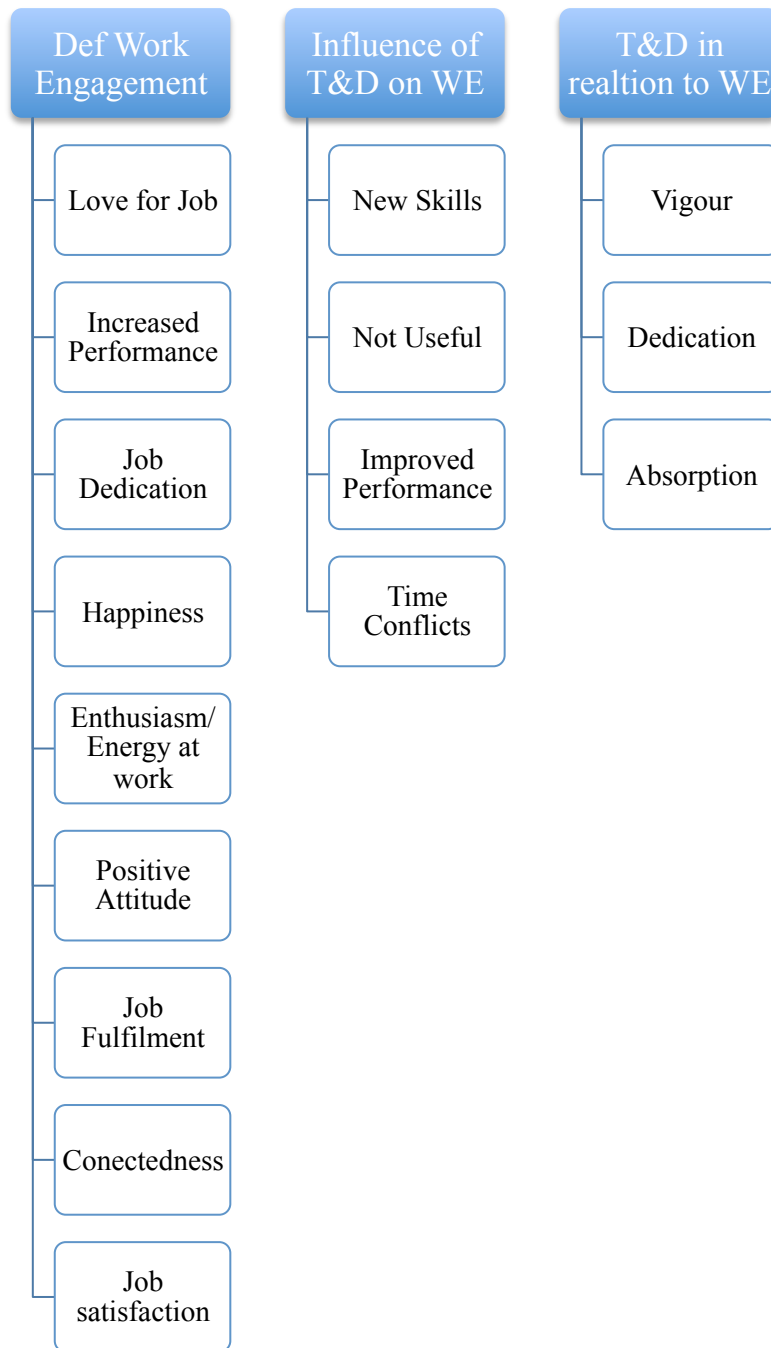 Def Work
Engagement
Love for Job
Increased
Performance
Job
Dedication
Happiness
Enthusiasm/
Energy at
work
Positive
Attitude
Job
Fulfilment
Conectedness
Job
satisfaction
Influence of
T&D on WE
New Skills
Not Useful
Improved
Performance
Time
Conflicts
T&D in
realtion to WE
Vigour
Dedication
Absorption